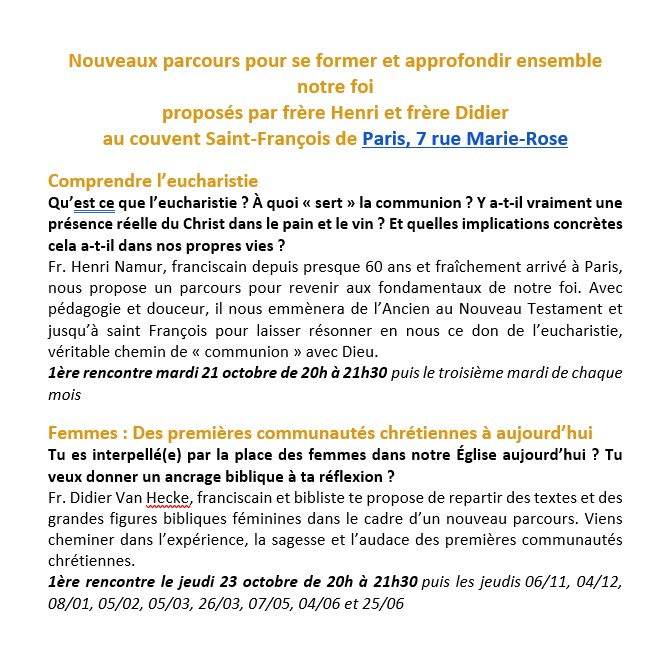 Nouveaux parcours pour se former et approfondir ensemble
notre foi
proposés par frère Henri et frère Didier
au couvent Saint-François de Paris, 7 rue Marie-Rose
Comprendre l’eucharistie
Qu’est ce que l’eucharistie ? À quoi « sert » la communion ? Y a-t-il vraiment une
présence réelle du Christ dans le pain et le vin ? Et quelles implications concrètes
cela a-t-il dans nos propres vies ?
Fr. Henri Namur, franciscain depuis presque 60 ans et fraîchement arrivé à Paris,
nous propose un parcours pour revenir aux fondamentaux de notre foi. Avec
pédagogie et douceur, il nous emmènera de l’Ancien au Nouveau Testament et
jusqu’à saint François pour laisser résonner en nous ce don de l’eucharistie,
véritable chemin de « communion » avec Dieu.
1ère rencontre mardi 21 octobre de 20h à 21h30 puis le troisième mardi de chaque
mois
Femmes : Des premières communautés chrétiennes à aujourd’hui
Tu es interpellé(e) par la place des femmes dans notre Église aujourd’hui ? Tu
veux donner un ancrage biblique à ta réflexion ?
Fr. Didier Van Hecke, franciscain et bibliste te propose de repartir des textes et des
grandes figures bibliques féminines dans le cadre d’un nouveau parcours. Viens
cheminer dans l’expérience, la sagesse et l’audace des premières communautés
chrétiennes.
1ère rencontre le jeudi 23 octobre de 20h à 21h30 puis les jeudis 06/11, 04/12,
08/01, 05/02, 05/03, 26/03, 07/05, 04/06 et 25/06